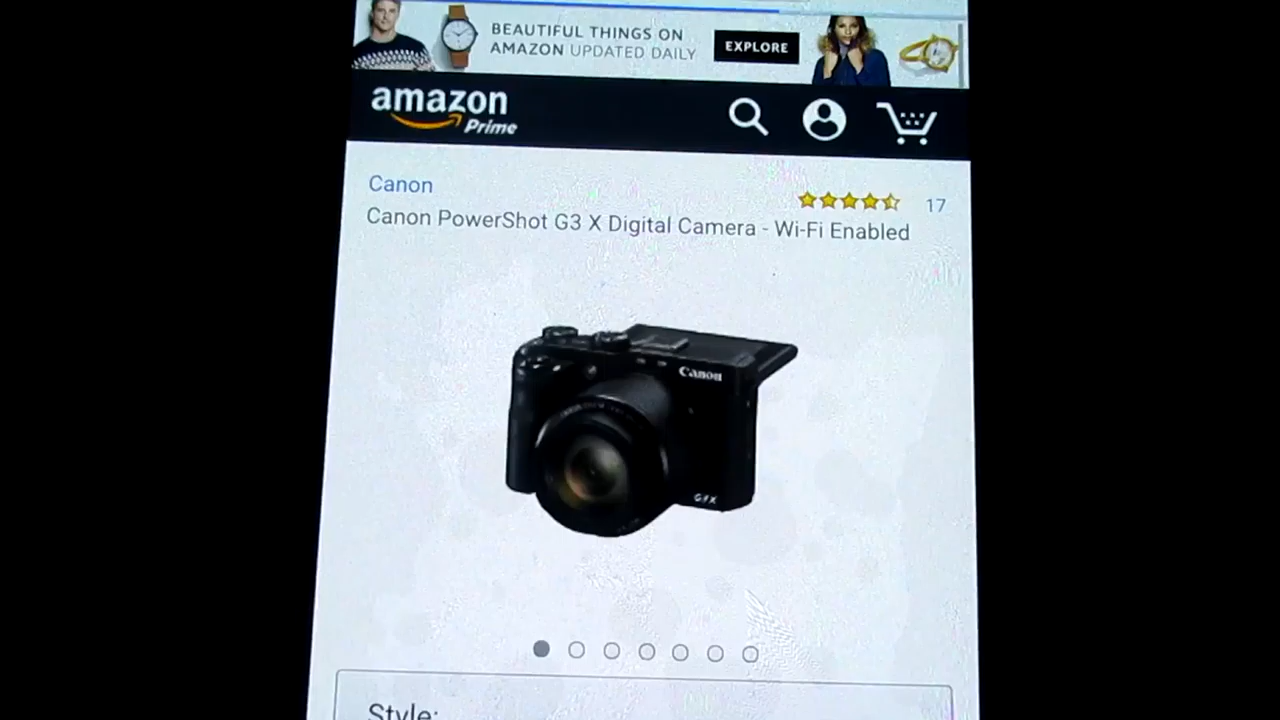 BEAUTIFUL THINGS ON
AMAZON UPDATED DAILY
EXPLORE
amazon
Prime
Canon
17
Canon PowerShot G3 X Digital Camera - Wi-Fi Enabled
Canon
G3X
Style: